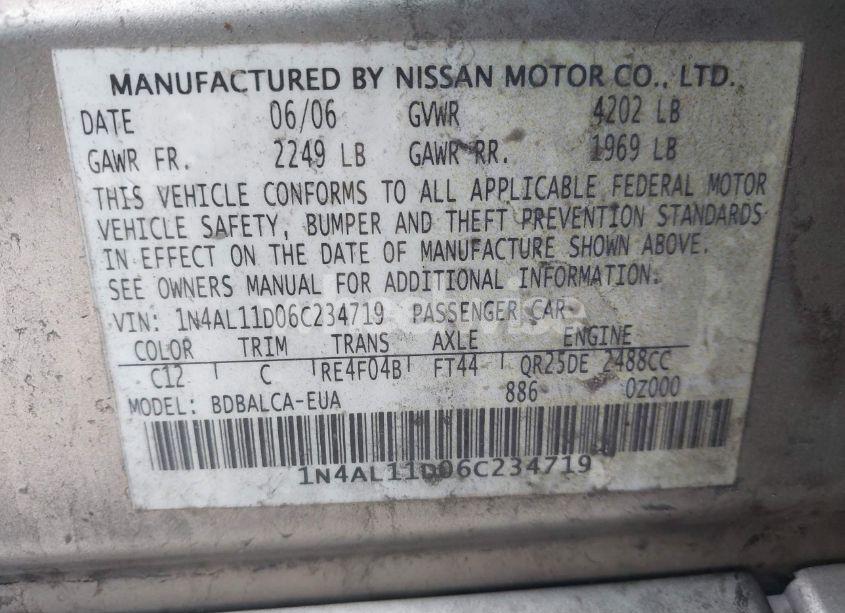 MANUFACTURED BY NISSAN MOTOR CO., LTD.
DATE 06/06 GVWR 4202 LB
GAWR FR. 2249 LB GAWR RR. 1969 LB
THIS VEHICLE CONFORMS TO ALL APPLICABLE FEDERAL MOTOR
VEHICLE SAFETY, BUMPER AND THEFT PREVENTION STANDARDS
IN EFFECT ON THE DATE OF MANUFACTURE SHOWN ABOVE.
SEE OWNERS MANUAL FOR ADDITIONAL INFORMATION.
VIN: 1N4AL11D06C234719 PASSENGER CAR
COLOR TRIM TRANS AXLE ENGINE
C12 C RE4F04B FT44 QR25DE 2488CC
MODEL: BDBALCA-EUA 886 0Z000
1N4AL11D06C234719